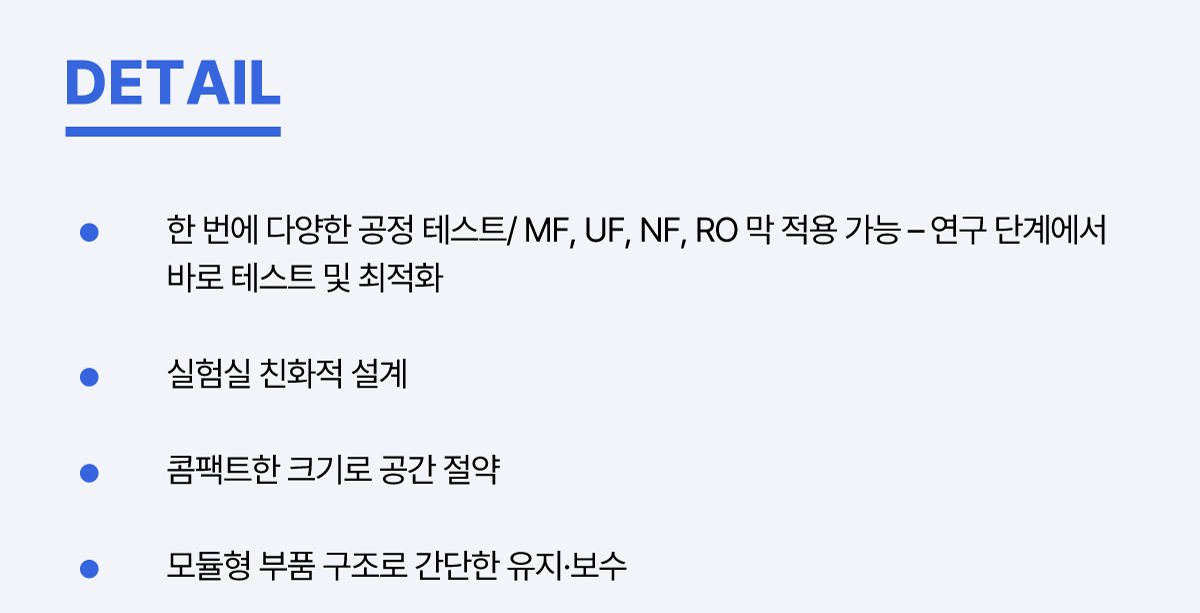 DETAIL
한 번에 다양한 공정 테스트/ MF, UF, NF, RO 막 적용 가능 – 연구 단계에서
바로 테스트 및 최적화
실험실 친화적 설계
콤팩트한 크기로 공간 절약
모듈형 부품 구조로 간단한 유지·보수